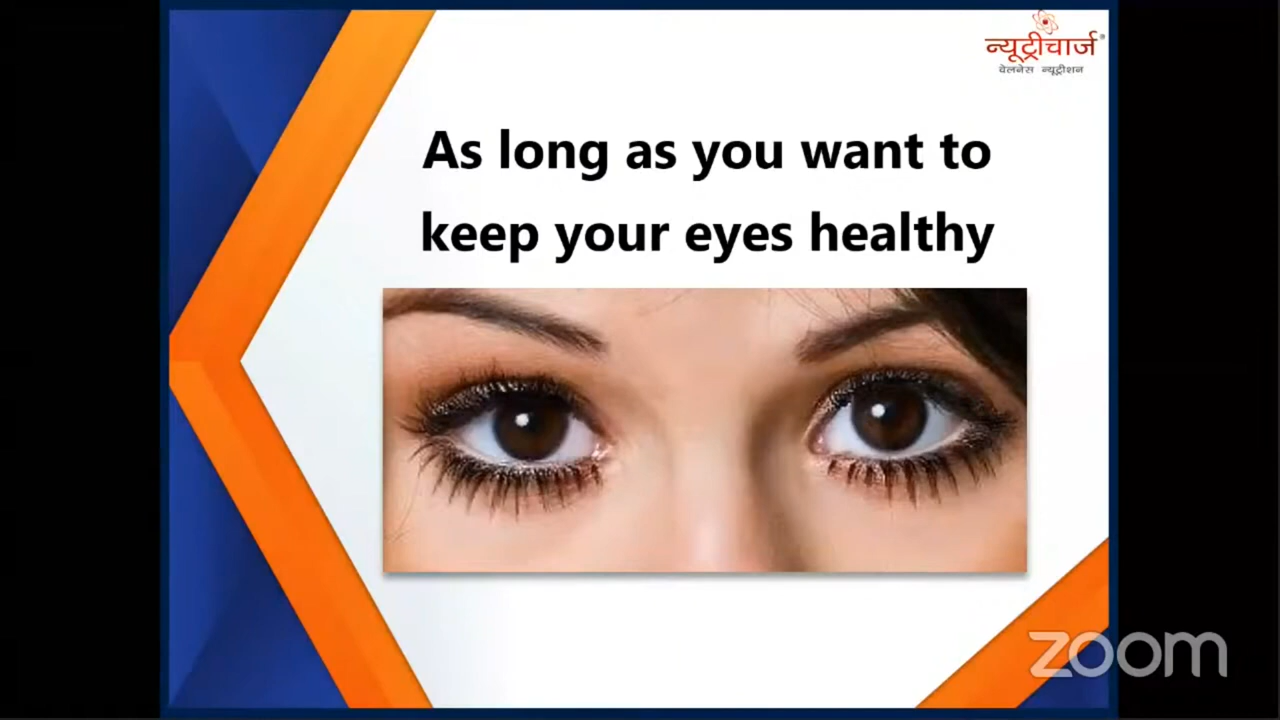 न्यूट्रीचार्ज®
वेलनेस न्यूट्रीशन
As long as you want to
keep your eyes healthy
zoom